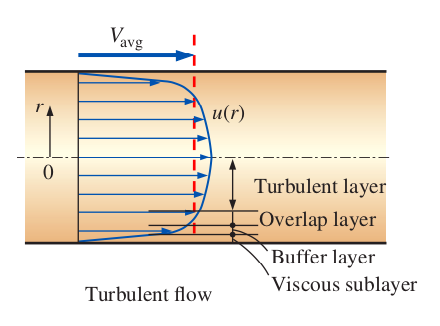 V_avg
u(r)
r
0
Turbulent layer
Overlap layer
Buffer layer
Viscous sublayer
Turbulent flow